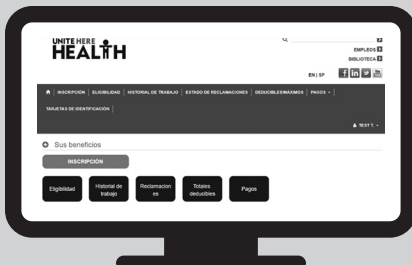 UNITE HERE
HEALTH
EMPLEOS
BIBLIOTECA
EN | SP
INSCRIPCIÓN | ELIGIBILIDAD | HISTORIAL DE TRABAJO | ESTADO DE RECLAMACIONES | DEDUCIBLES/MÁXIMOS | PAGOS
TARJETAS DE IDENTIFICACIÓN |
TEST T.
Sus beneficios
INSCRIPCIÓN
Eligibilidad
Historial de
trabajo
Reclamacion
es
Totales
deducibles
Pagos